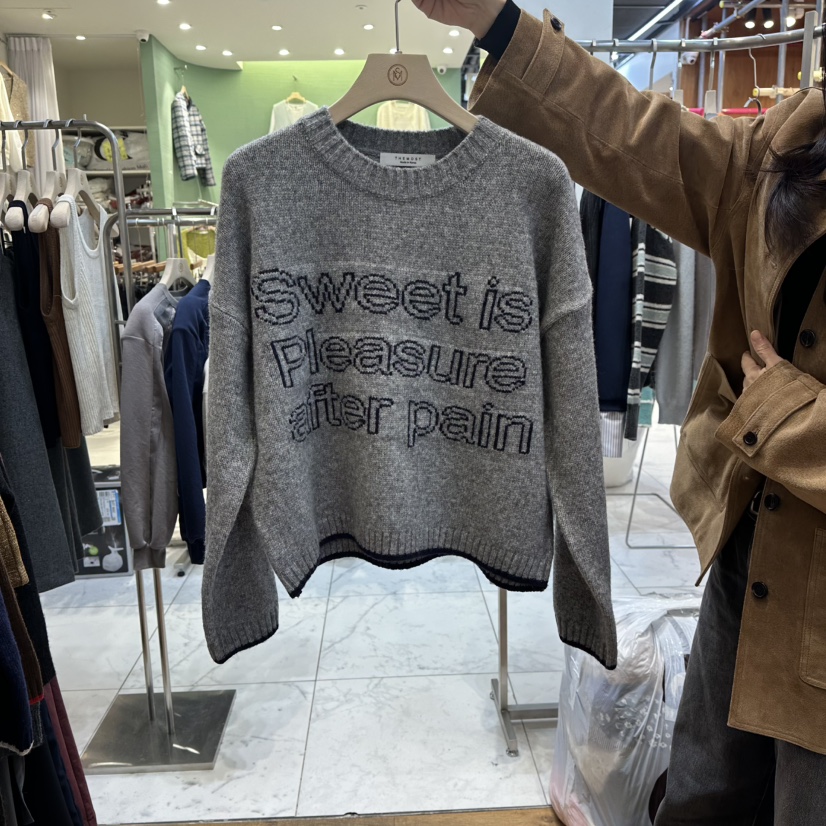 Sweet is
Pleasure
after pain